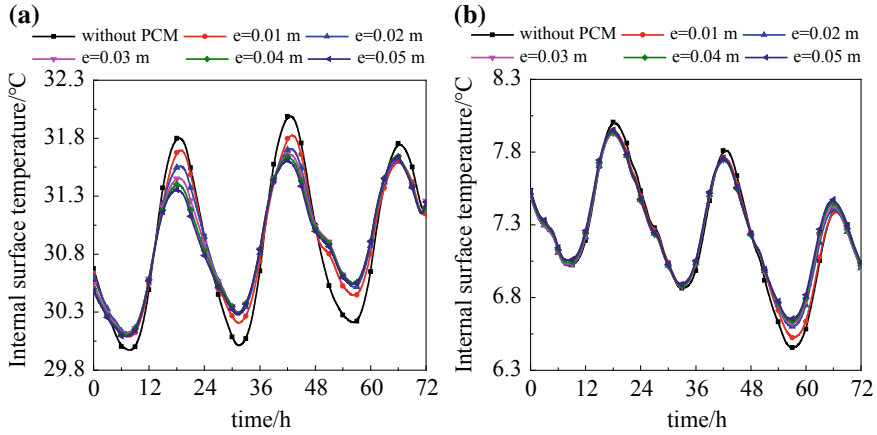 (a)
without PCM e=0.01 m e=0.02 m
e=0.03 m e=0.04 m e=0.05 m
32.3
31.8
31.3
30.8
30.3
29.8
Internal surface temperature/°C
0 12 24 36 48 60 72
time/h
(b)
without PCM e=0.01 m e=0.02 m
e=0.03 m e=0.04 m e=0.05 m
8.3
7.8
7.3
6.8
6.3
Internal surface temperature/°C
0 12 24 36 48 60 72
time/h